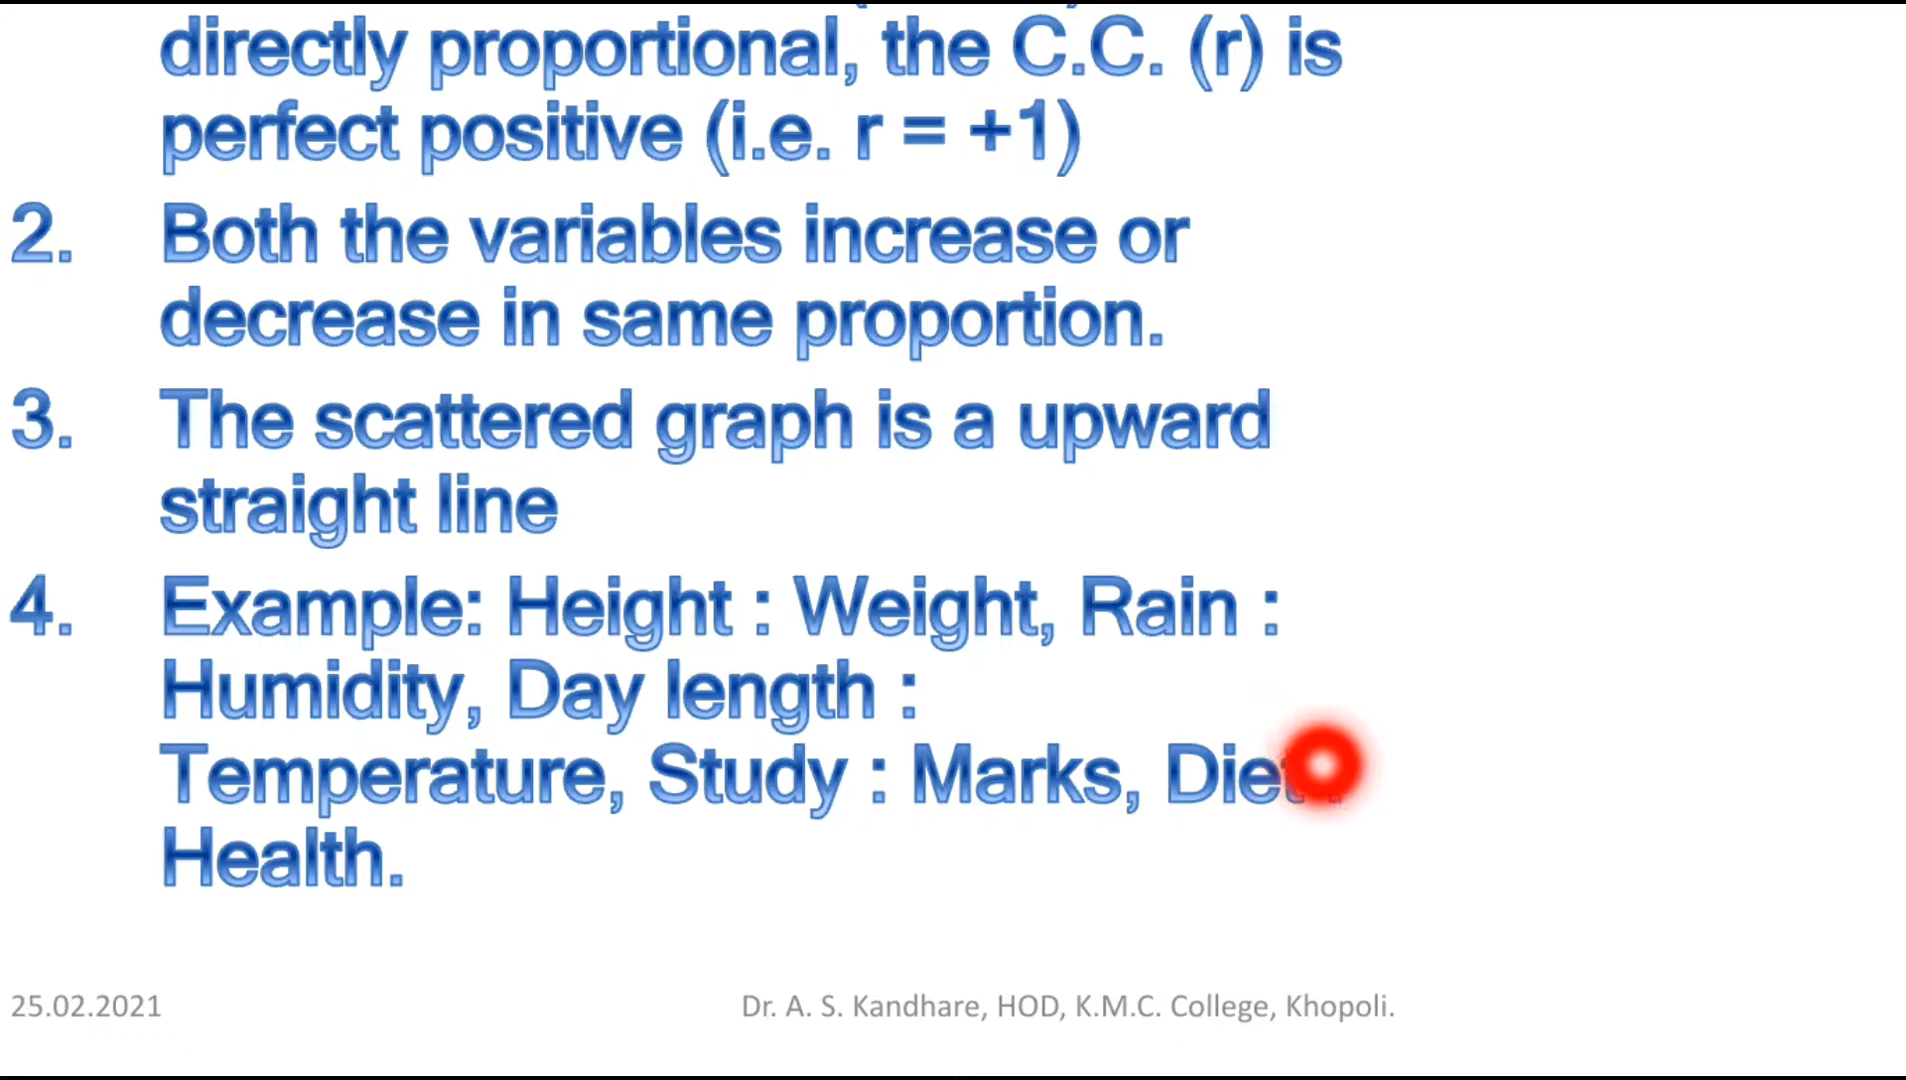 directly proportional, the C.C. (r) is
perfect positive (i.e. r = +1)
2. Both the variables increase or
decrease in same proportion.
3. The scattered graph is a upward
straight line
4. Example: Height : Weight, Rain :
Humidity, Day length :
Temperature, Study : Marks, Diet :
Health.
25.02.2021
Dr. A. S. Kandhare, HOD, K.M.C. College, Khopoli.